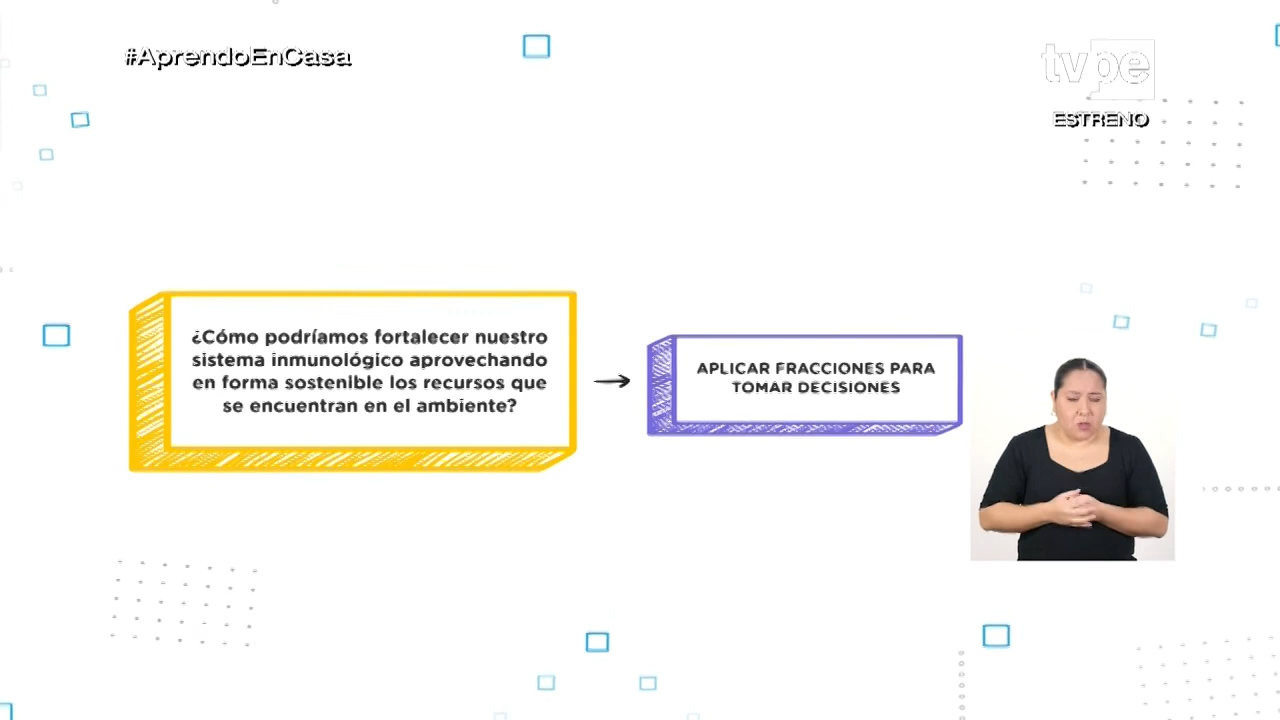 #AprendoEnCasa
tvpe
ESTRENO
¿Cómo podríamos fortalecer nuestro
sistema inmunológico aprovechando
en forma sostenible los recursos que
se encuentran en el ambiente?
APLICAR FRACCIONES PARA
TOMAR DECISIONES